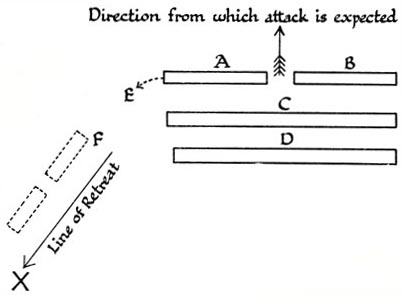 Direction from which attack is expected
A
B
E
C
D
F
Line of Retreat
X